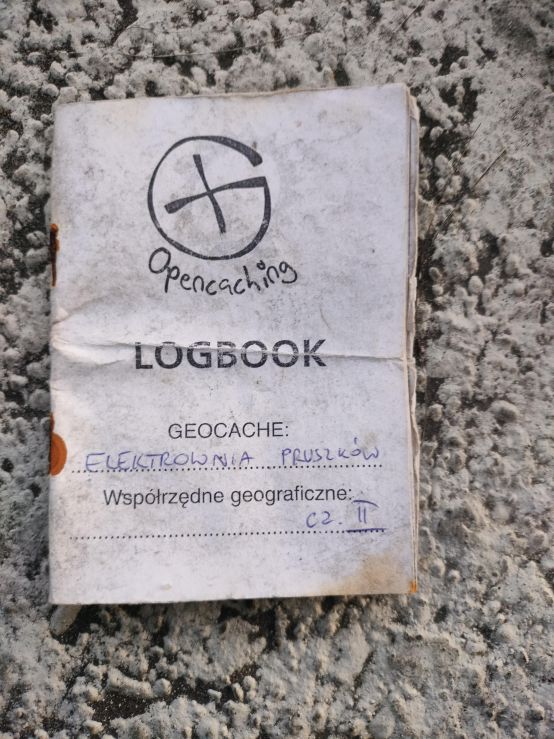 Opencaching
LOGBOOK
GEOCACHE:
ELEKTROWNIA PRUSZKÓW
Współrzędne geograficzne:
CZ. II